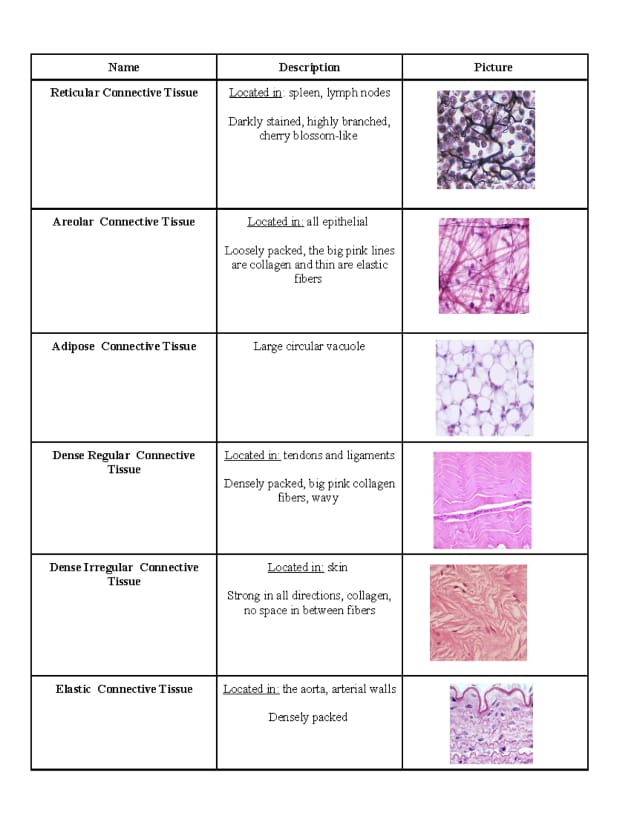 Name Description Picture
Reticular Connective Tissue
Located in: spleen, lymph nodes
Darkly stained, highly branched,
cherry blossom-like
Areolar Connective Tissue
Located in: all epithelial
Loosely packed, the big pink lines
are collagen and thin are elastic
fibers
Adipose Connective Tissue
Large circular vacuole
Dense Regular Connective
Tissue
Located in: tendons and ligaments
Densely packed, big pink collagen
fibers, wavy
Dense Irregular Connective
Tissue
Located in: skin
Strong in all directions, collagen,
no space in between fibers
Elastic Connective Tissue
Located in: the aorta, arterial walls
Densely packed